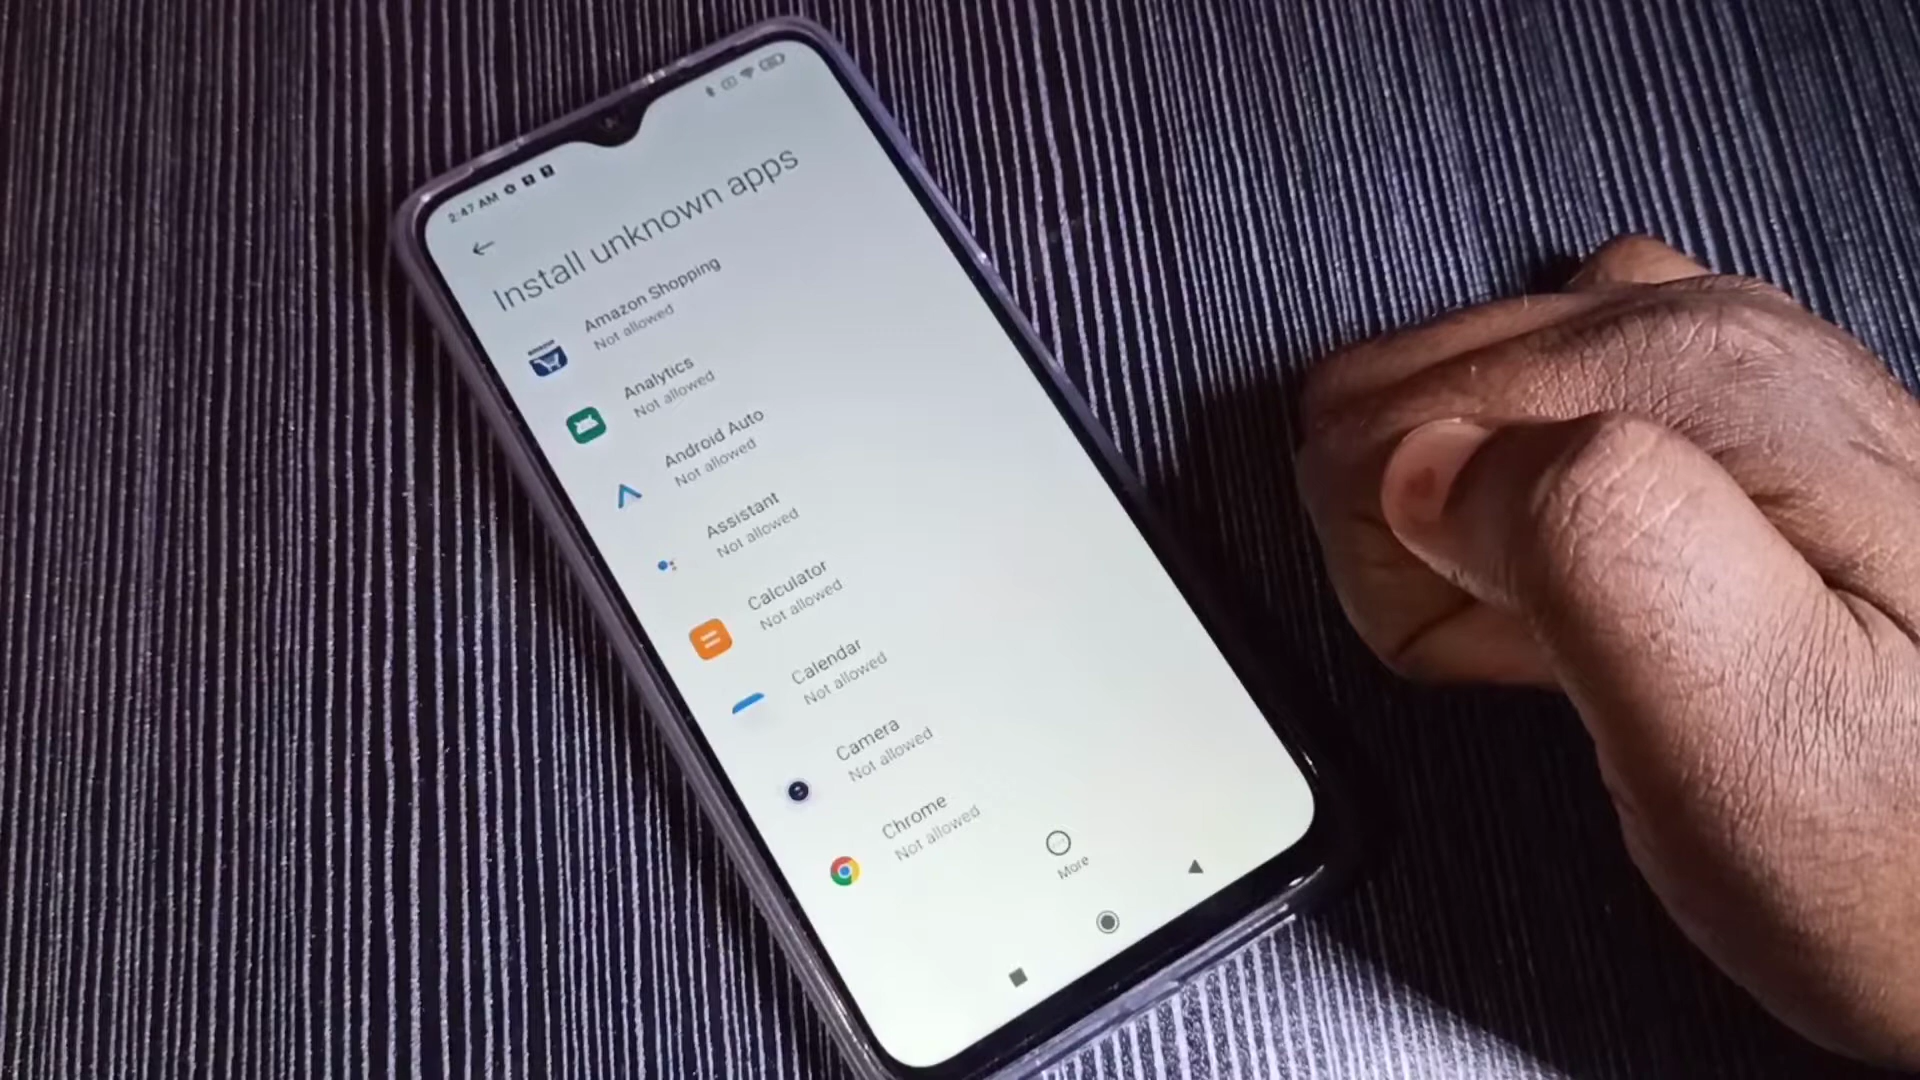 2:47 AM
Install unknown apps
Amazon Shopping
Not allowed
Analytics
Not allowed
Android Auto
Not allowed
Assistant
Not allowed
Calculator
Not allowed
Calendar
Not allowed
Camera
Not allowed
Chrome
Not allowed
More